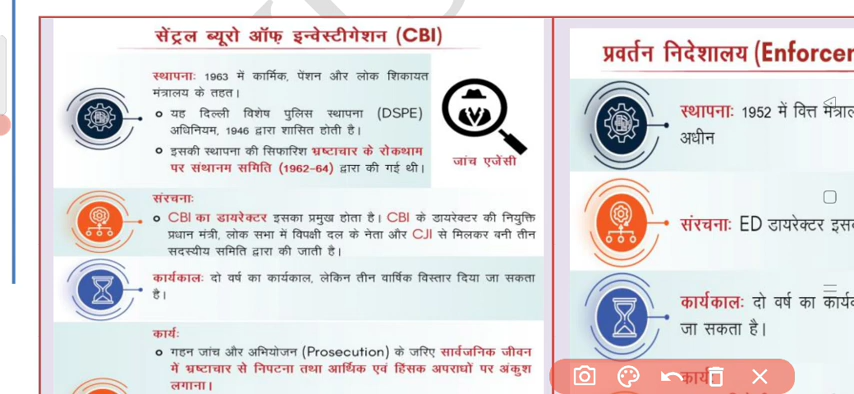 सेंट्रल ब्यूरो ऑफ़ इन्वेस्टीगेशन (CBI)
स्थापना: 1963 में कार्मिक, पेंशन और लोक शिकायत
मंत्रालय के तहत।
यह दिल्ली विशेष पुलिस स्थापना (DSPE)
अधिनियम, 1946 द्वारा शासित होती है।
इसकी स्थापना की सिफारिश भ्रष्टाचार के रोकथाम
पर संथानम समिति (1962-64) द्वारा की गई थी।
जांच एजेंसी
संरचना:
CBI का डायरेक्टर इसका प्रमुख होता है। CBI के डायरेक्टर की नियुक्ति
प्रधान मंत्री, लोक सभा में विपक्षी दल के नेता और CJI से मिलकर बनी तीन
सदस्यीय समिति द्वारा की जाती है।
कार्यकाल: दो वर्ष का कार्यकाल, लेकिन तीन वार्षिक विस्तार दिया जा सकता
है।
कार्य:
गहन जांच और अभियोजन (Prosecution) के जरिए सार्वजनिक जीवन
में भ्रष्टाचार से निपटना तथा आर्थिक एवं हिंसक अपराधों पर अंकुश
लगाना।
प्रवर्तन निदेशालय (Enforcer
स्थापना: 1952 में वित्त मंत्राल
अधीन
संरचना: ED डायरेक्टर इस
कार्यकाल: दो वर्ष का कार्य
जा सकता है।